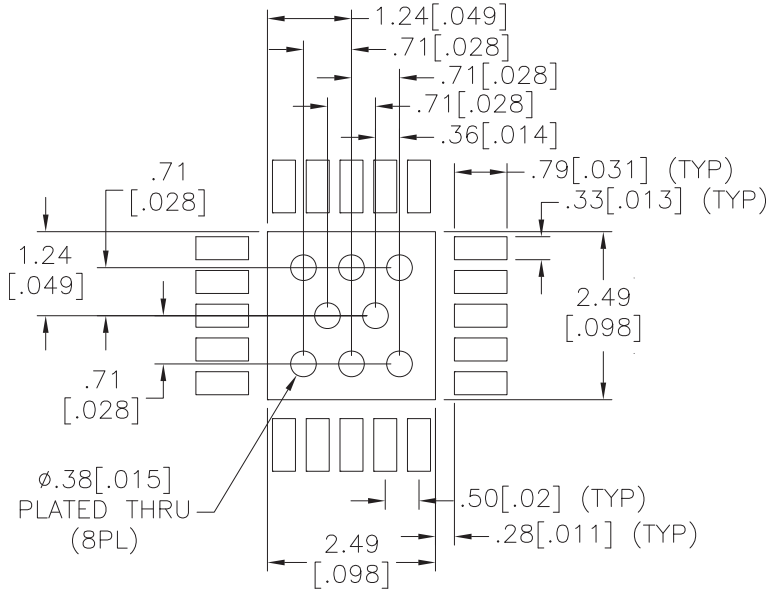 1.24[.049]
.71[.028]
.71[.028]
.71[.028]
.36[.014]
.71
[.028]
.79[.031] (TYP)
.33[.013] (TYP)
1.24
[.049]
2.49
[.098]
.71
[.028]
ø.38[.015]
PLATED THRU
(8PL)
.50[.02] (TYP)
.28[.011] (TYP)
2.49
[.098]